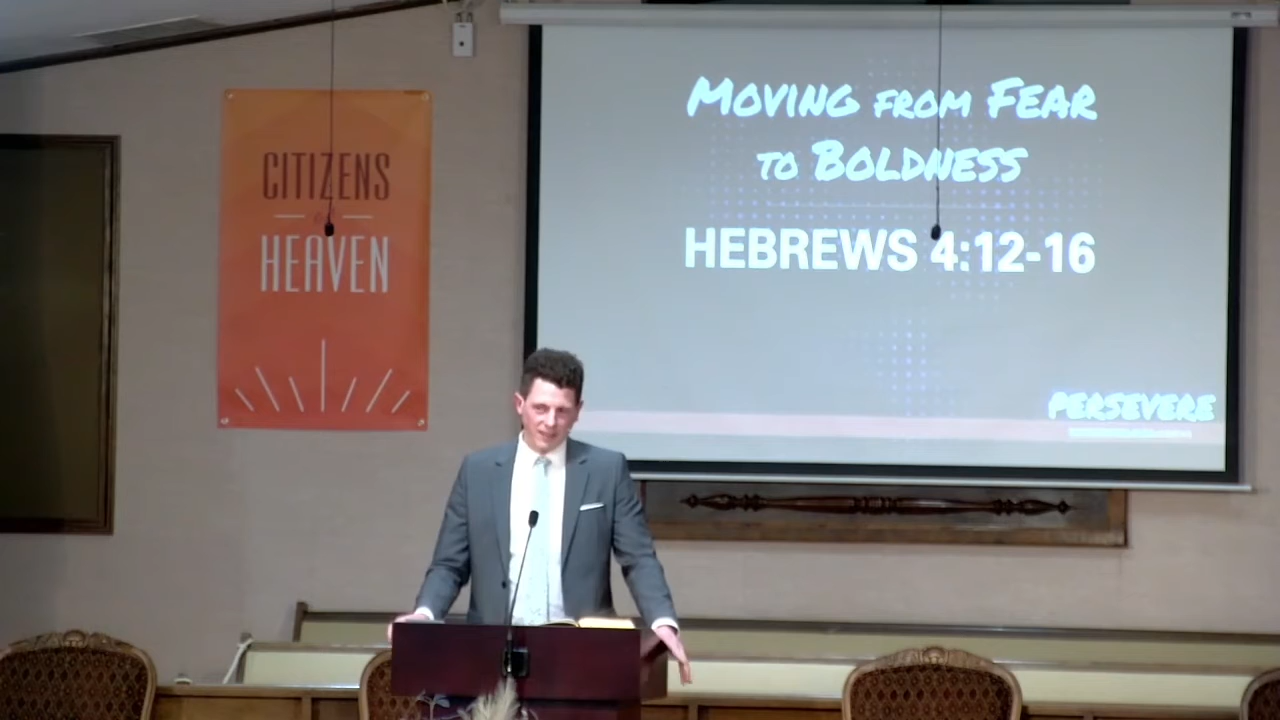 CITIZENS
HEAVEN
MOVING FROM FEAR
TO BOLDNESS
HEBREWS 4:12-16
PERSEVERE